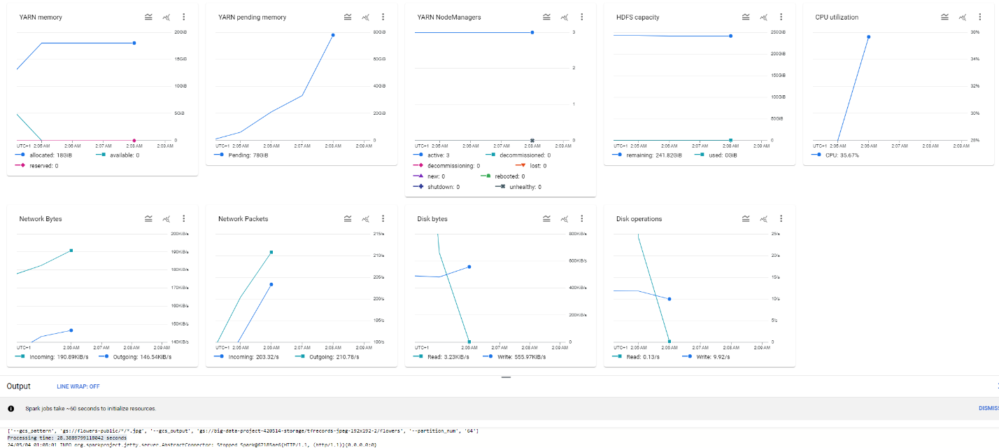 YARN memory
20GiB
15GiB
10GiB
5GiB
0
UTC+1 2:05 AM 2:06 AM 2:07 AM 2:08 AM 2:09 AM
allocated: 18GiB available: 0
reserved: 0
YARN pending memory
80GiB
60GiB
40GiB
20GiB
0
UTC+1 2:05 AM 2:06 AM 2:07 AM 2:08 AM 2:09 AM
Pending: 78GiB
YARN NodeManagers
3
2
1
0
UTC+1 2:05 AM 2:06 AM 2:07 AM 2:08 AM 2:09 AM
active: 3 decommissioned: 0
decommissioning: 0 lost: 0
new: 0 rebooted: 0
shutdown: 0 unhealthy: 0
HDFS capacity
250GiB
200GiB
150GiB
100GiB
50GiB
0
UTC+1 2:05 AM 2:06 AM 2:07 AM 2:08 AM 2:09 AM
remaining: 241.82GiB used: 0GiB
CPU utilization
36%
34%
32%
30%
28%
UTC+1 2:05 AM 2:06 AM 2:07 AM 2:08 AM 2:09 AM
CPU: 35.67%
Network Bytes
200KiB/s
190KiB/s
180KiB/s
170KiB/s
160KiB/s
150KiB/s
140KiB/s
UTC+1 2:06 AM 2:07 AM 2:08 AM 2:09 AM
Incoming: 190.89KiB/s Outgoing: 146.54KiB/s
Network Packets
215/s
210/s
205/s
200/s
195/s
190/s
UTC+1 2:05 AM 2:06 AM 2:07 AM 2:08 AM 2:09 AM
Incoming: 203.32/s Outgoing: 210.78/s
Disk bytes
800KiB/s
600KiB/s
400KiB/s
200KiB/s
0
UTC+1 2:06 AM 2:07 AM 2:08 AM 2:09 AM
Read: 3.23KiB/s Write: 555.97KiB/s
Disk operations
25/s
20/s
15/s
10/s
5/s
0
UTC+1 2:05 AM 2:06 AM 2:07 AM 2:08 AM 2:09 AM
Read: 0.13/s Write: 9.92/s
Output LINE WRAP: OFF
Spark jobs take ~60 seconds to initialize resources. DISMISS
['--gcs_pattern', 'gs://flowers-public/*/*.jpg', '--gcs_output', 'gs://big-data-project-420514-storage/tfrecords-jpeg-192x192-2/flowers', '--partition_num', '64']
Processing time: 28.3889799118042 seconds
24/05/04 01:08:01 INFO org.sparkproject.jetty.server.AbstractConnector: Stopped Spark@67185ae6{HTTP/1.1, (http/1.1)}{0.0.0.0:0}